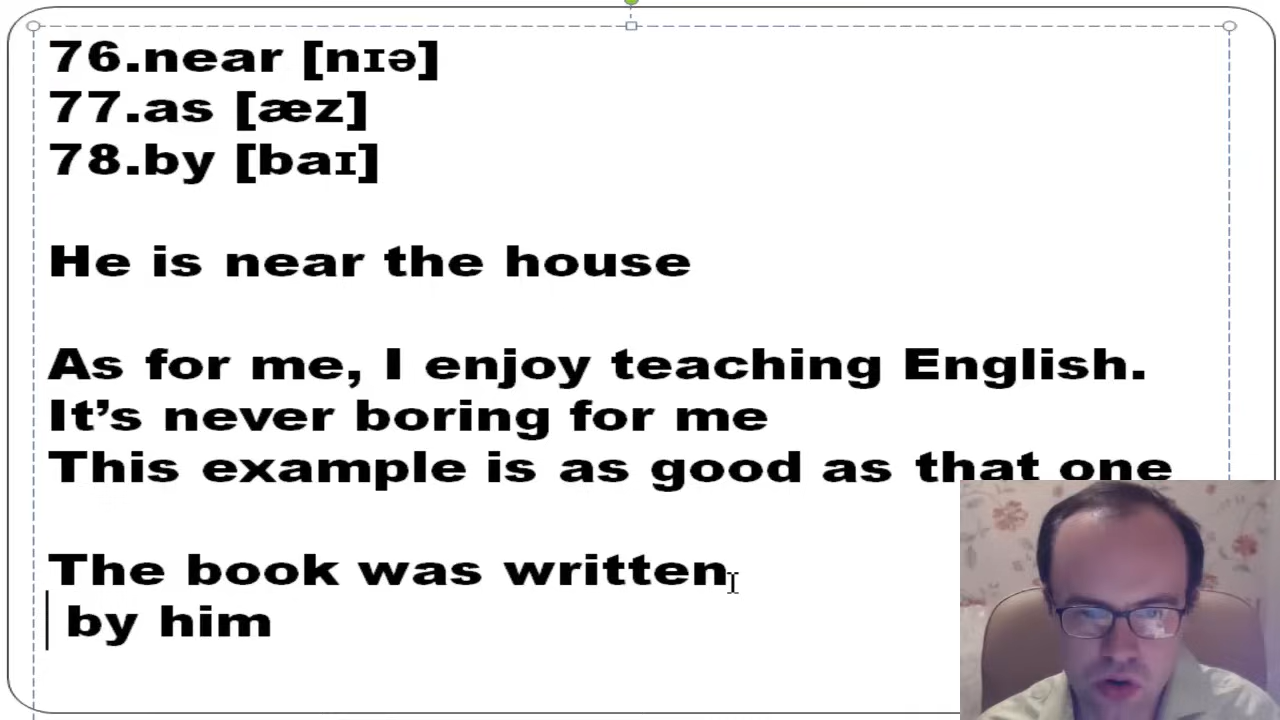 76.near [nɪə]
77.as [æz]
78.by [baɪ]
He is near the house
As for me, I enjoy teaching English.
It’s never boring for me
This example is as good as that one
The book was written
by him